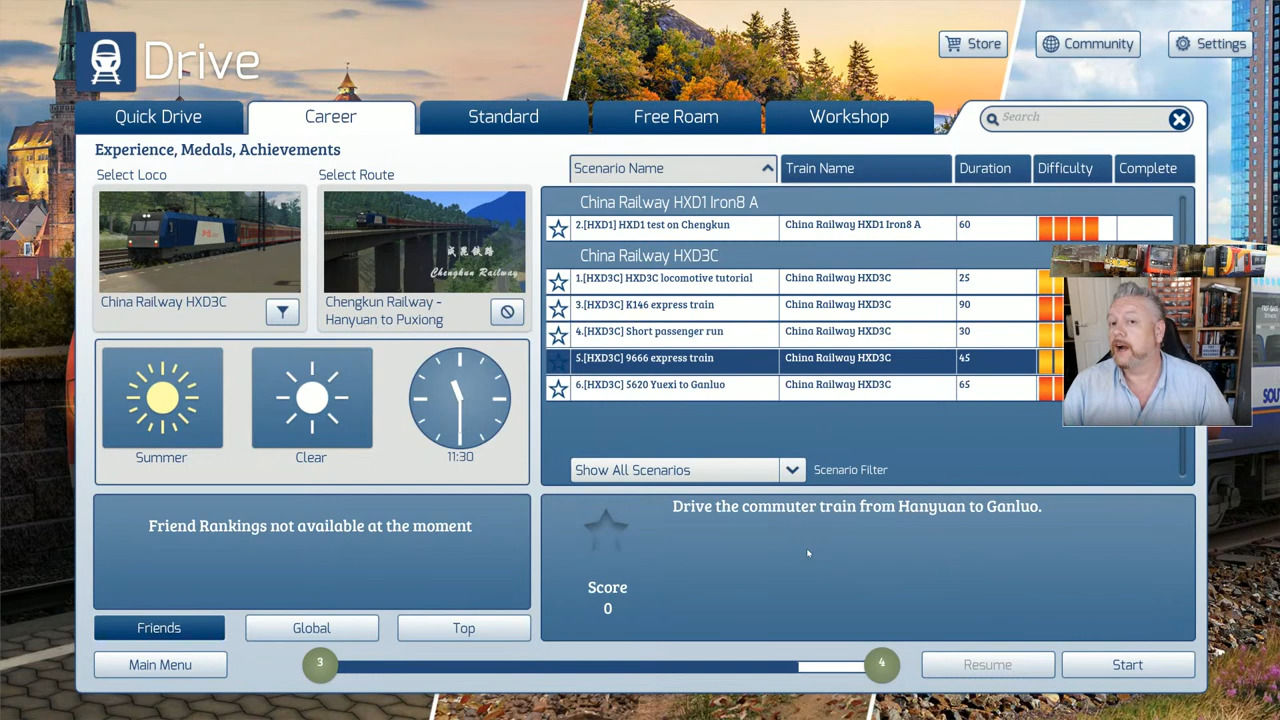 Drive
Store
Community
Settings
Quick Drive
Career
Standard
Free Roam
Workshop
Search
Experience, Medals, Achievements
Select Loco
Select Route
China Railway HXD3C
成昆铁路
Chengkun Railway
Chengkun Railway -
Hanyuan to Puxiong
Summer
Clear
11:30
Scenario Name
Train Name
Duration
Difficulty
Complete
China Railway HXD1 Iron8 A
2.[HXD1] HXD1 test on Chengkun China Railway HXD1 Iron8 A 60
China Railway HXD3C
1.[HXD3C] HXD3C locomotive tutorial China Railway HXD3C 25
3.[HXD3C] K146 express train China Railway HXD3C 90
4.[HXD3C] Short passenger run China Railway HXD3C 30
5.[HXD3C] 9666 express train China Railway HXD3C 45
6.[HXD3C] 5620 Yuexi to Ganluo China Railway HXD3C 65
Show All Scenarios
Scenario Filter
Friend Rankings not available at the moment
Drive the commuter train from Hanyuan to Ganluo.
Score
0
Friends
Global
Top
Main Menu
3
4
Resume
Start
SOU